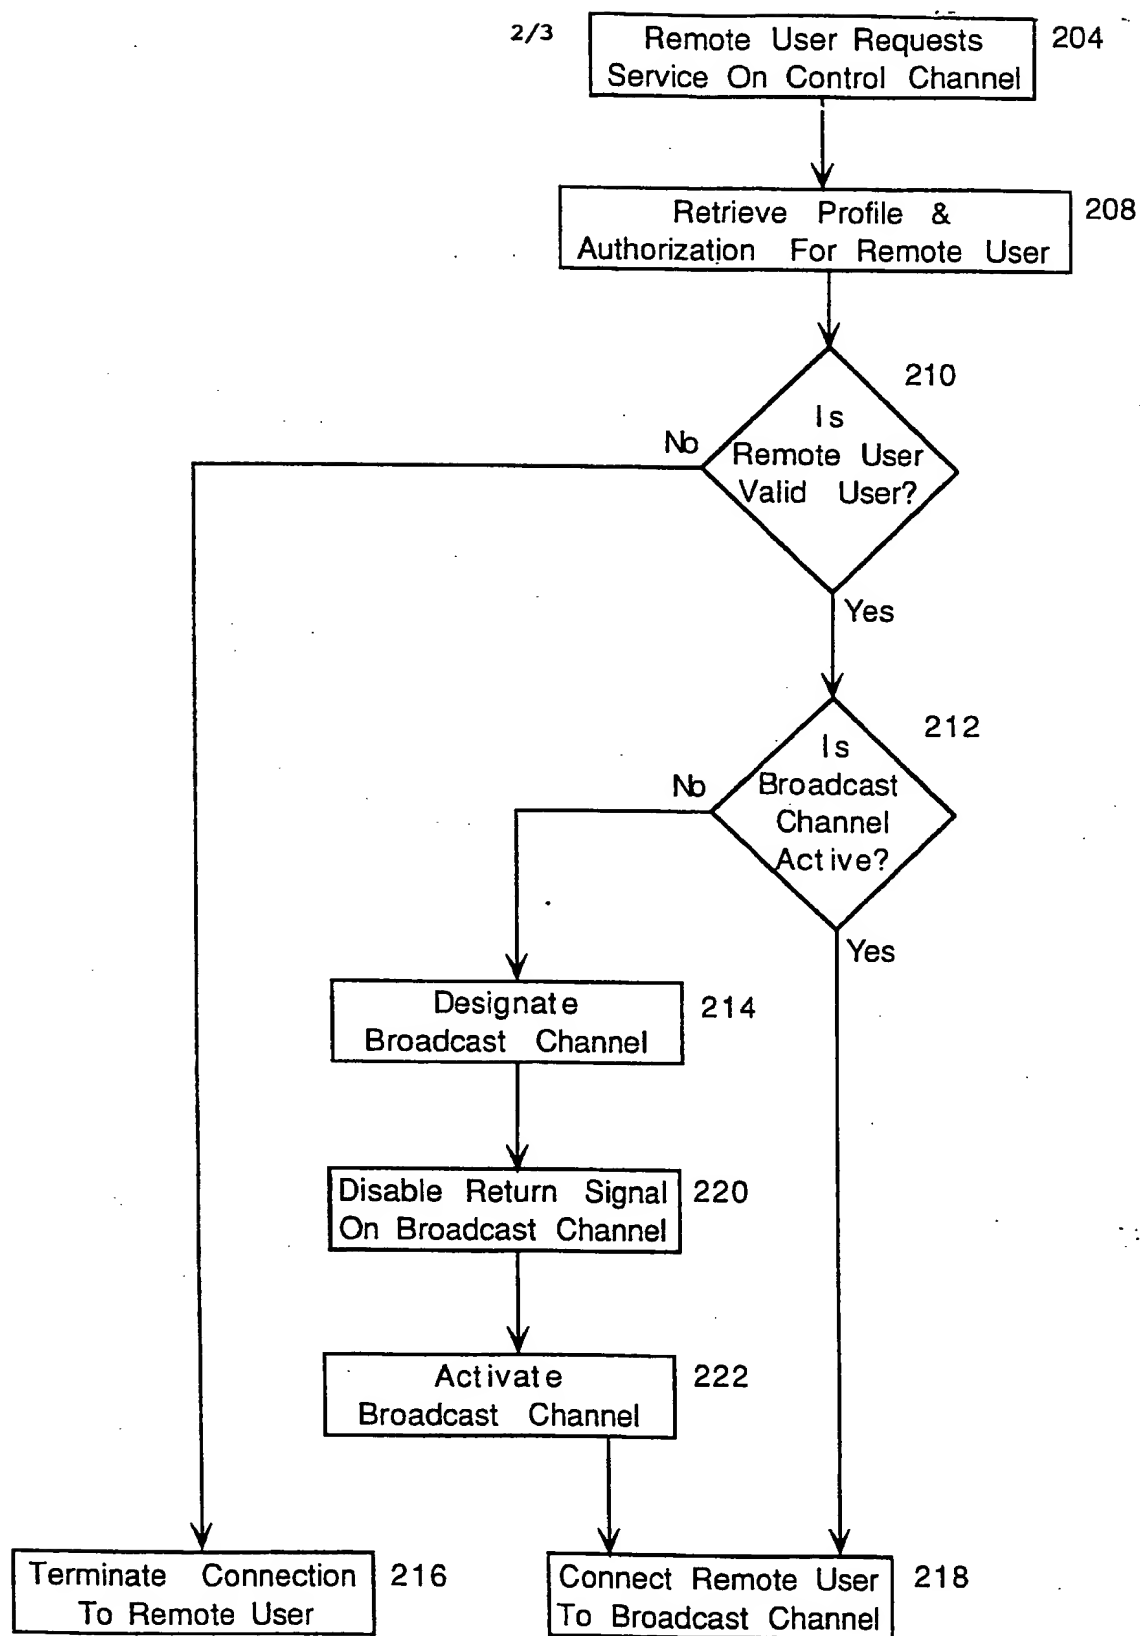 2/3
Remote User Requests
Service On Control Channel
204
Retrieve Profile &
Authorization For Remote User
208
210
Is
Remote User
Valid User?
No
Yes
212
Is
Broadcast
Channel
Active?
No
Yes
Designate
Broadcast Channel
214
Disable Return Signal
On Broadcast Channel
220
Activate
Broadcast Channel
222
Terminate Connection
To Remote User
216
Connect Remote User
To Broadcast Channel
218